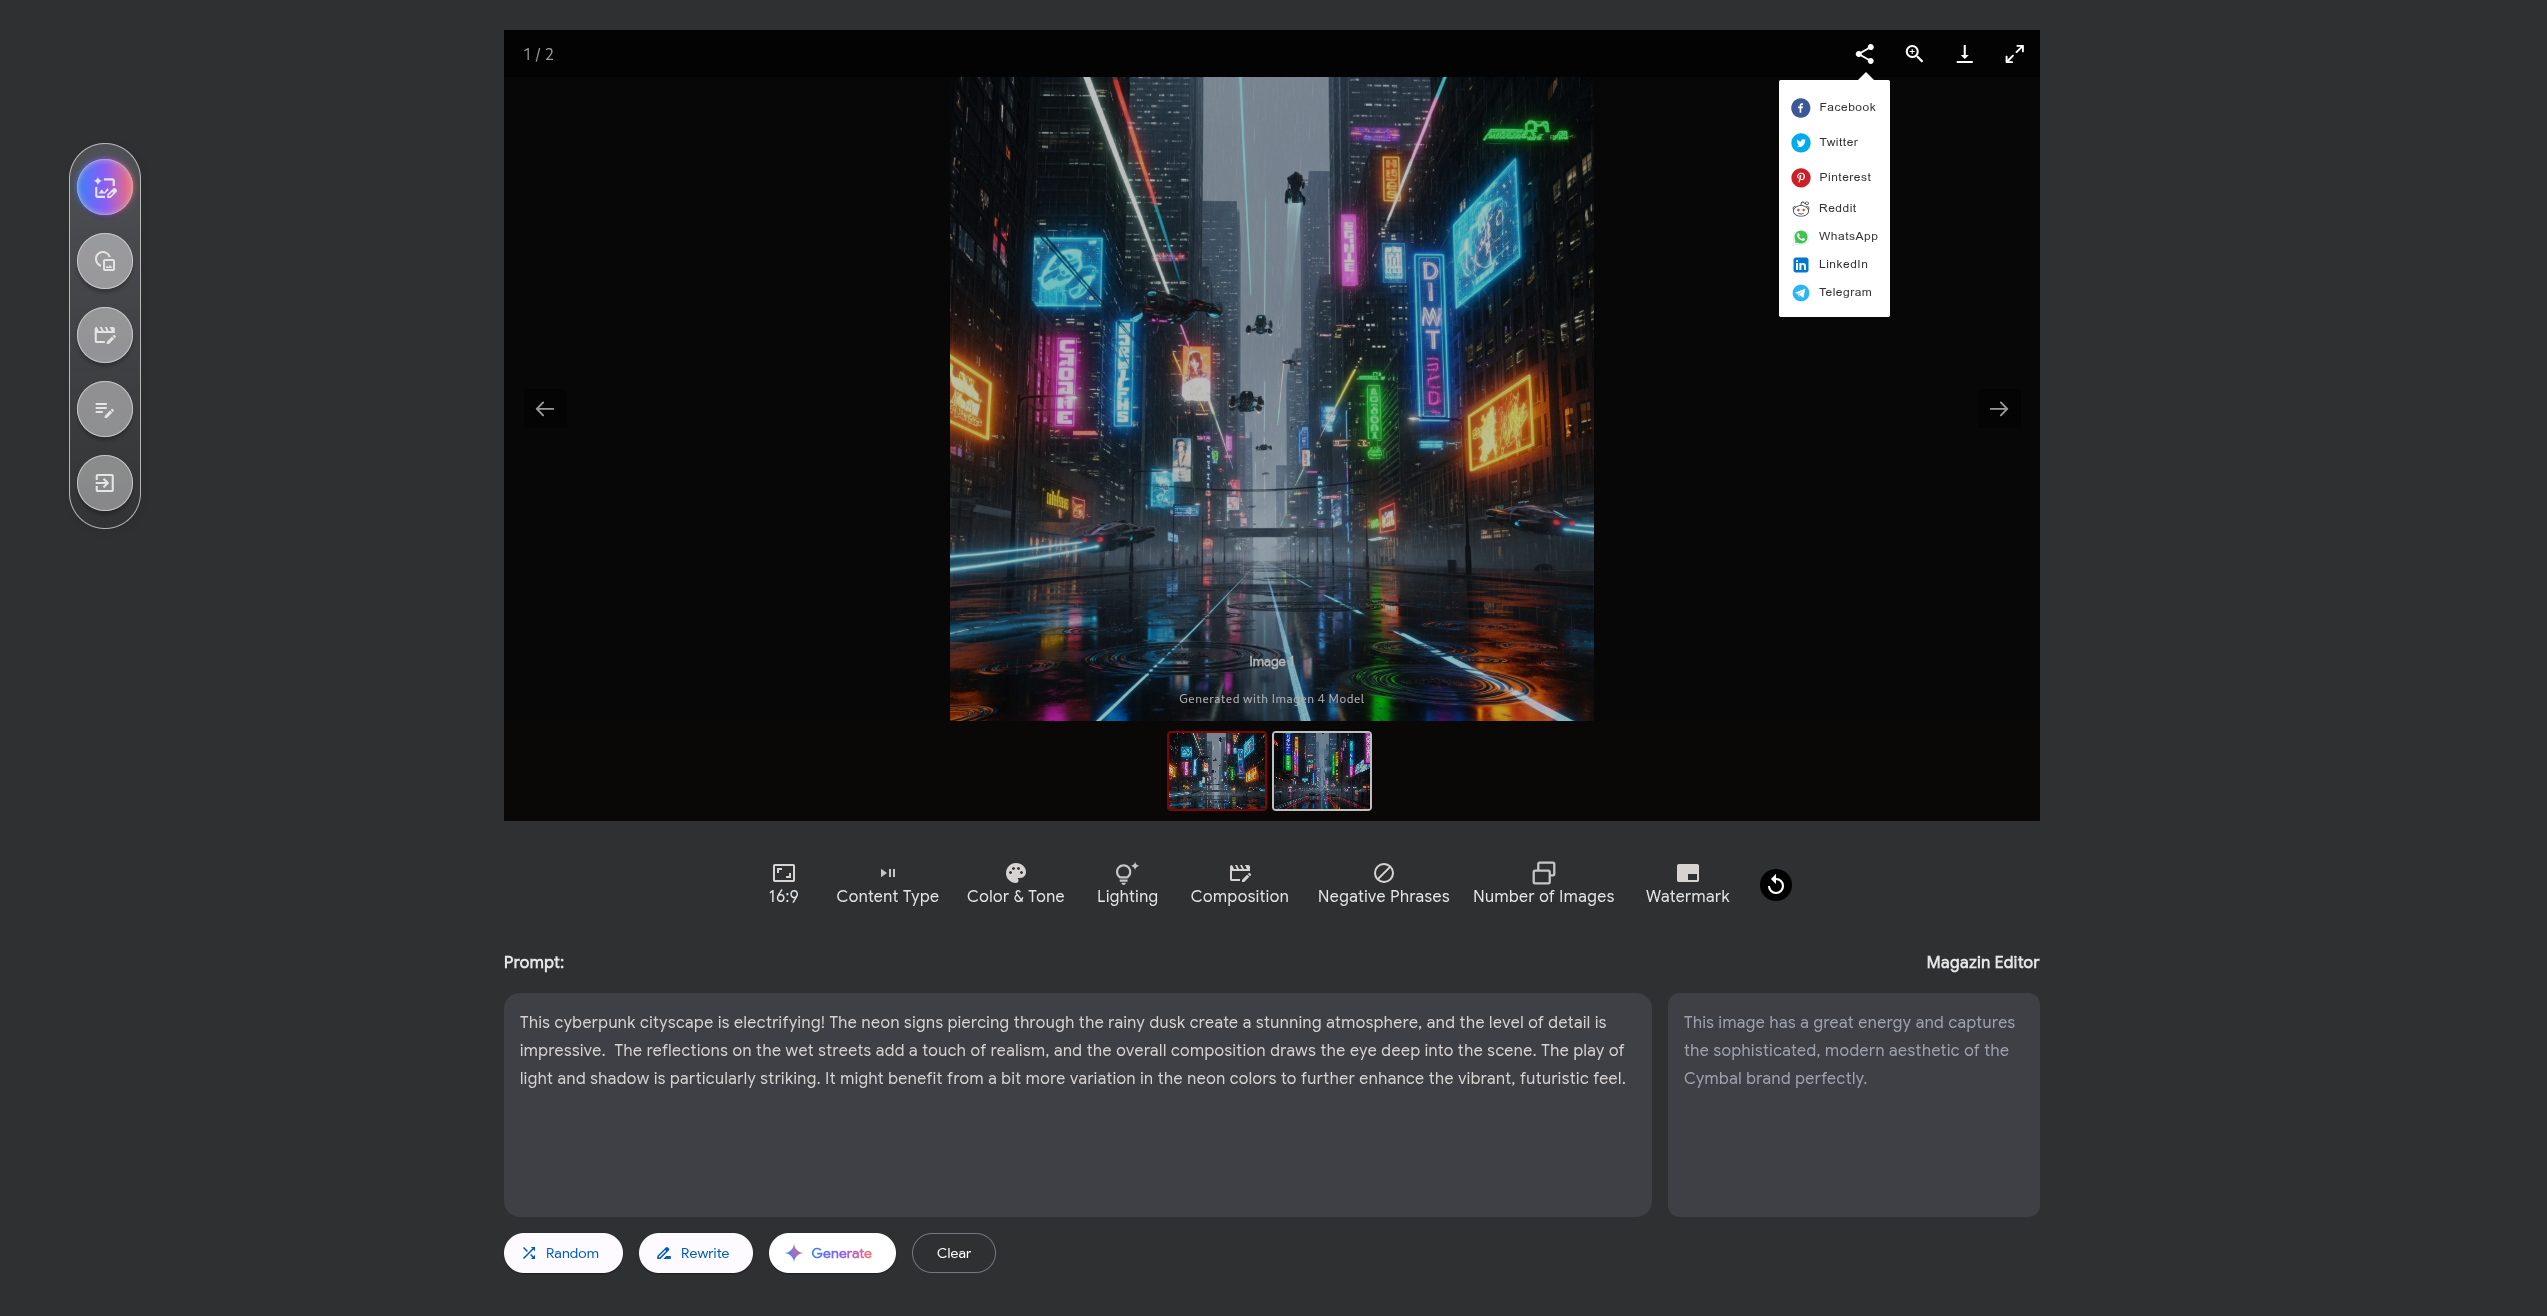 1 / 2
Facebook
Twitter
Pinterest
Reddit
WhatsApp
LinkedIn
Telegram
Image 1
Generated with Imagen 4 Model
16:9
Content Type
Color & Tone
Lighting
Composition
Negative Phrases
Number of Images
Watermark
Prompt:
Magazin Editor
This cyberpunk cityscape is electrifying! The neon signs piercing through the rainy dusk create a stunning atmosphere, and the level of detail is
impressive.  The reflections on the wet streets add a touch of realism, and the overall composition draws the eye deep into the scene. The play of
light and shadow is particularly striking. It might benefit from a bit more variation in the neon colors to further enhance the vibrant, futuristic feel.
This image has a great energy and captures
the sophisticated, modern aesthetic of the
Cymbal brand perfectly.
Random
Rewrite
Generate
Clear